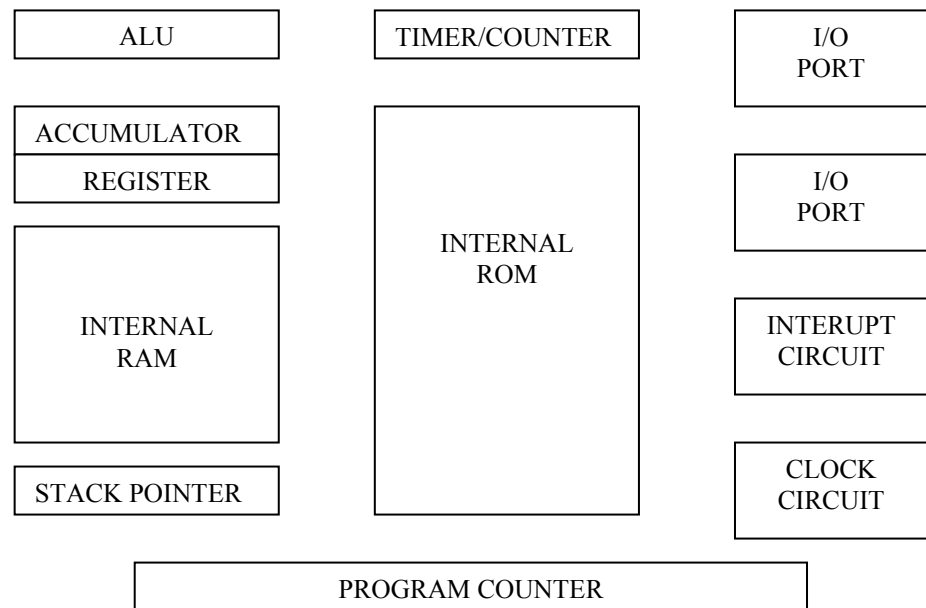 ALU
TIMER/COUNTER
I/O
PORT
ACCUMULATOR
REGISTER
I/O
PORT
INTERNAL
ROM
INTERNAL
RAM
INTERUPT
CIRCUIT
STACK POINTER
CLOCK
CIRCUIT
PROGRAM COUNTER